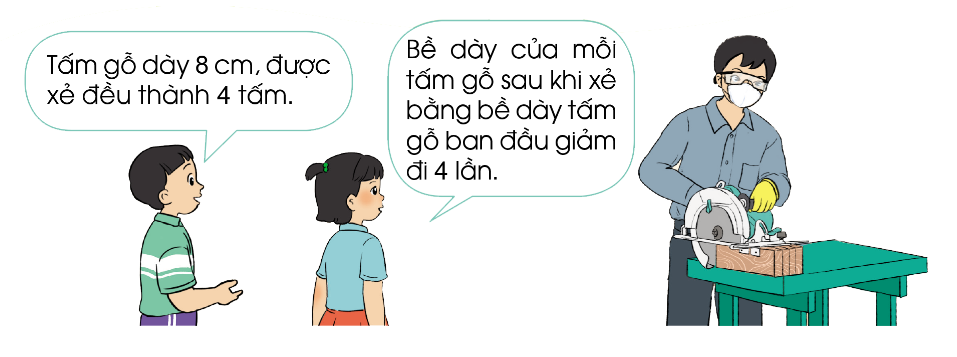 Tấm gỗ dày 8 cm, được
xẻ đều thành 4 tấm.
Bề dày của mỗi
tấm gỗ sau khi xẻ
bằng bề dày tấm
gỗ ban đầu giảm
đi 4 lần.